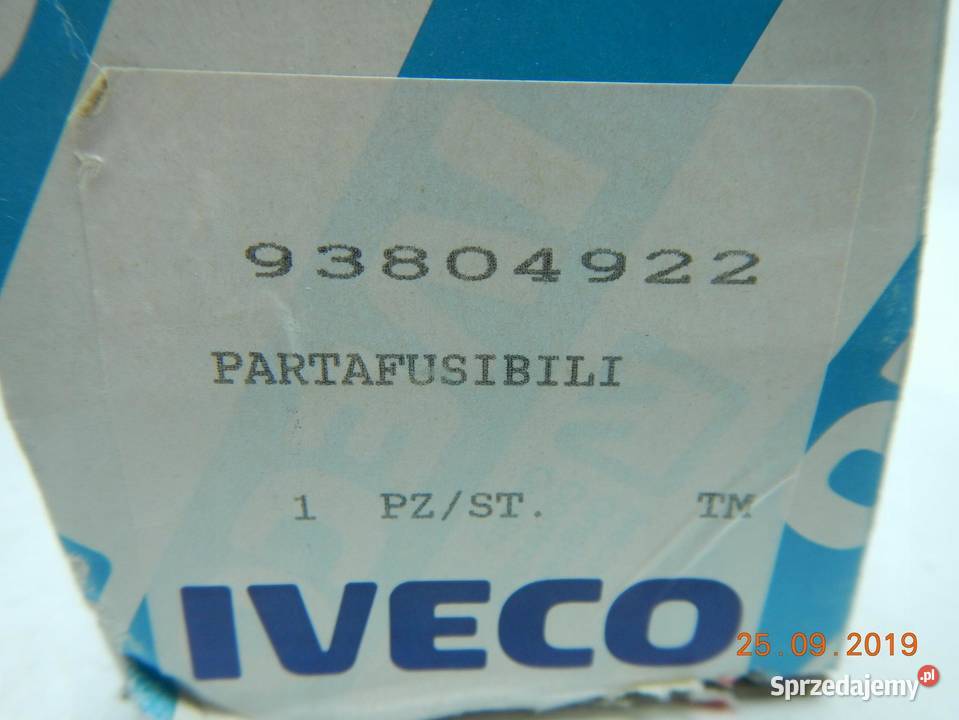 93804922
PARTAFUSIBILI
1 PZ/ST. TM
IVECO
25.09.2019
Sprzedajemy.pl